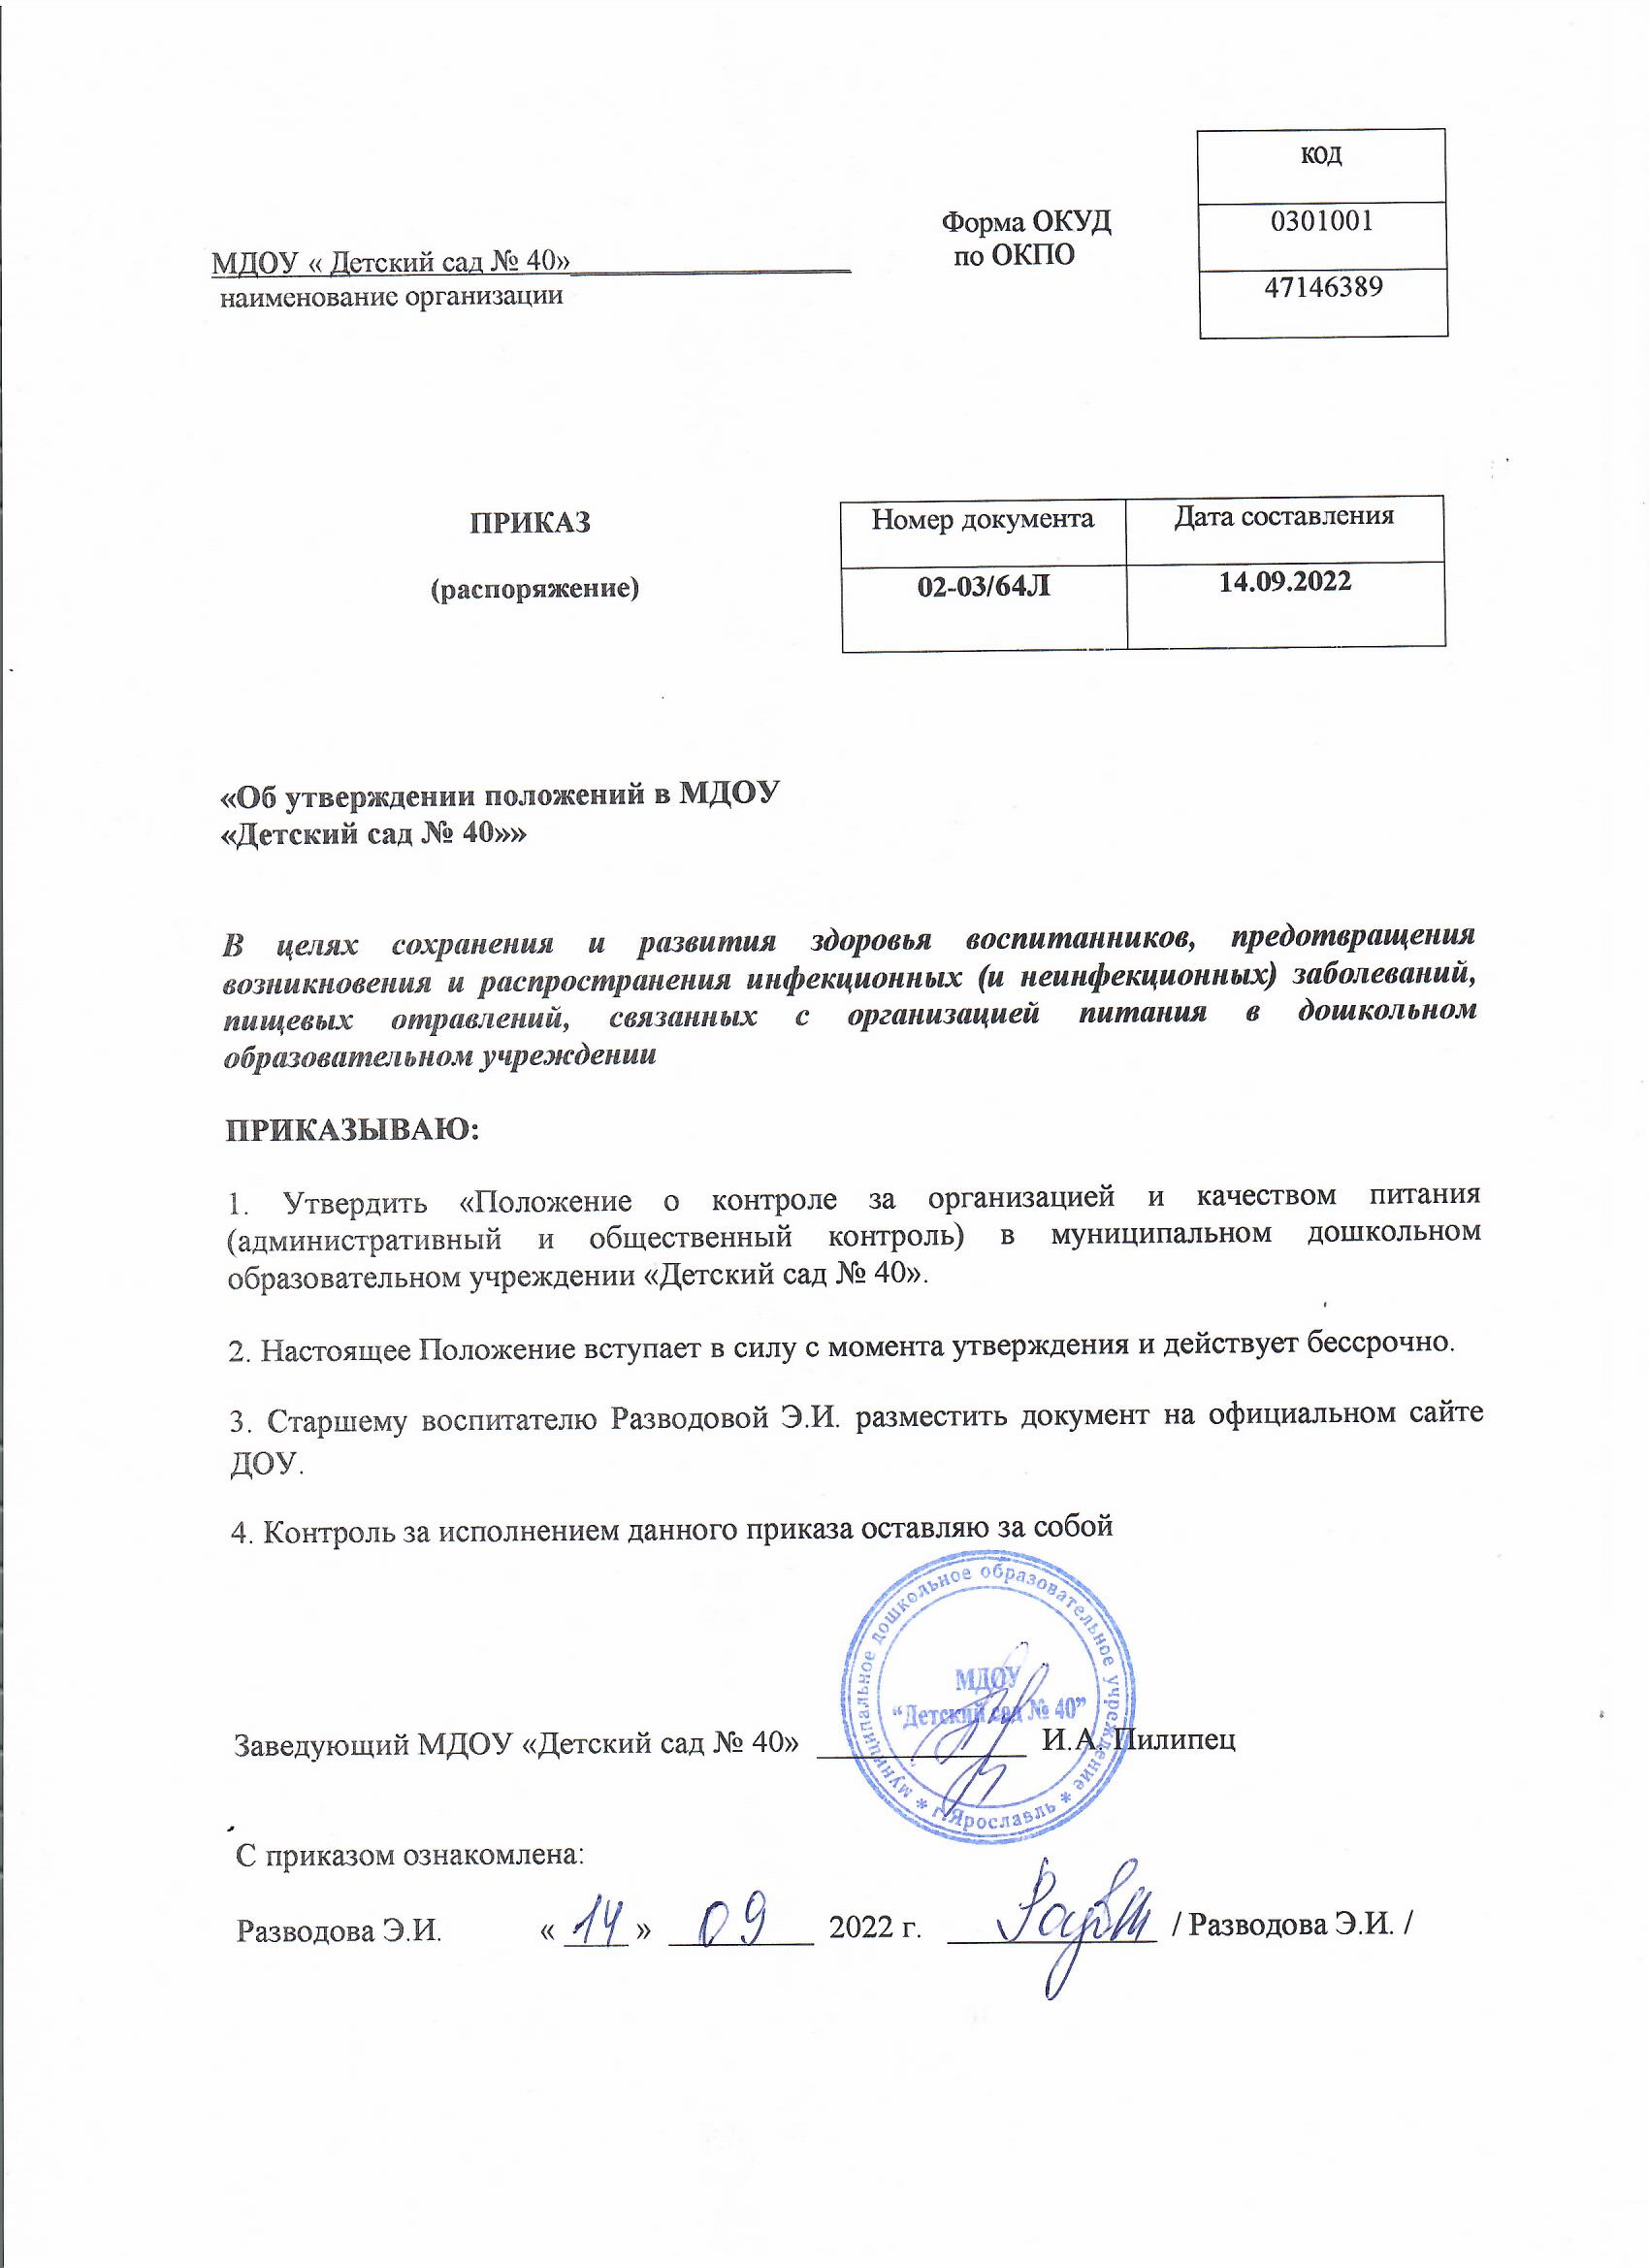 код
Форма ОКУД
0301001
МДОУ « Детский сад № 40»
по ОКПО
наименование организации
47146389
ПРИКАЗ
Номер документа
Дата составления
(распоряжение)
02-03/64Л
14.09.2022
«Об утверждении положений в МДОУ
«Детский сад № 40»»
В целях сохранения и развития здоровья воспитанников, предотвращения
возникновения и распространения инфекционных (и неинфекционных) заболеваний,
пищевых отравлений, связанных с организацией питания в дошкольном
образовательном учреждении
ПРИКАЗЫВАЮ:
1. Утвердить «Положение о контроле за организацией и качеством питания
(административный и общественный контроль) в муниципальном дошкольном
образовательном учреждении «Детский сад № 40».
2. Настоящее Положение вступает в силу с момента утверждения и действует бессрочно.
3. Старшему воспитателю Разводовой Э.И. разместить документ на официальном сайте
ДОУ.
4. Контроль за исполнением данного приказа оставляю за собой
муниципальное дошкольное образовательное учреждение * г.Ярославль *
МДОУ
“Детский сад № 40”
Заведующий МДОУ «Детский сад № 40» ______________ И.А. Пилипец
С приказом ознакомлена:
Разводова Э.И. « 14 » 09 2022 г. / Разводова Э.И. /